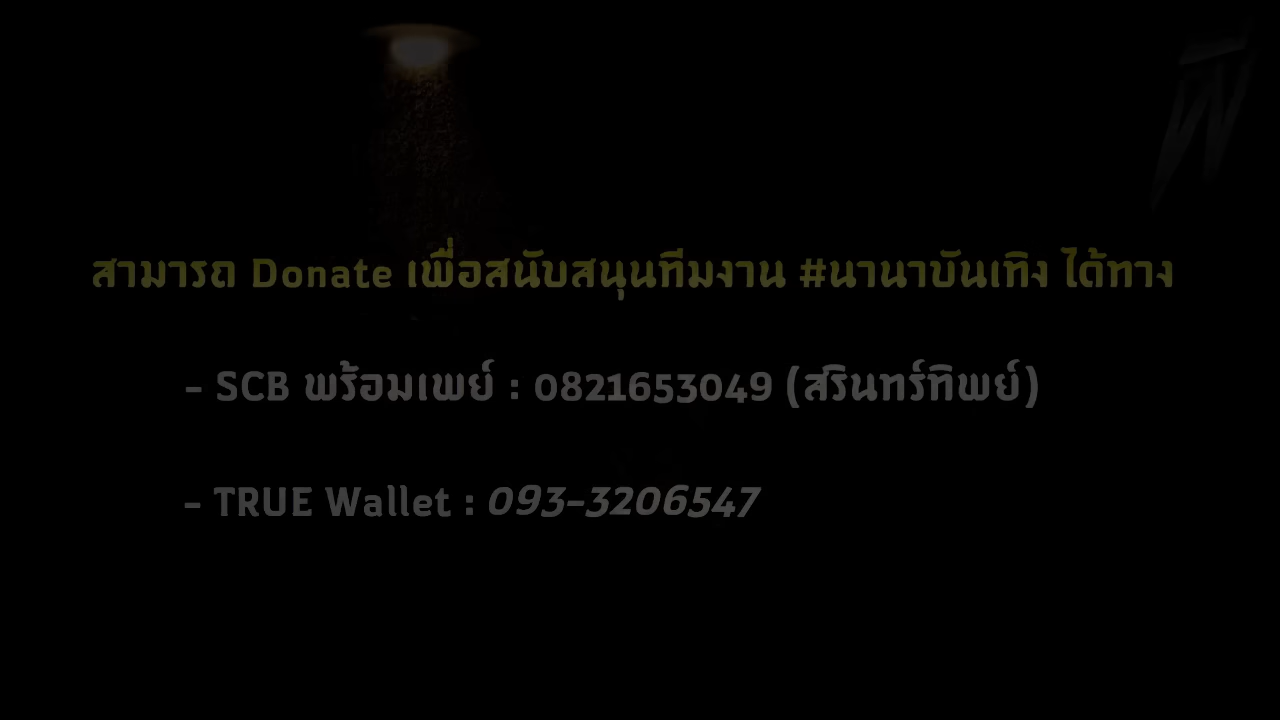 สามารถ Donate เพื่อสนับสนุนทีมงาน #นานาบันเทิง ได้ทาง
- SCB พร้อมเพย์ : 0821653049 (สรินทร์ทิพย์)
- TRUE Wallet : 093-3206547